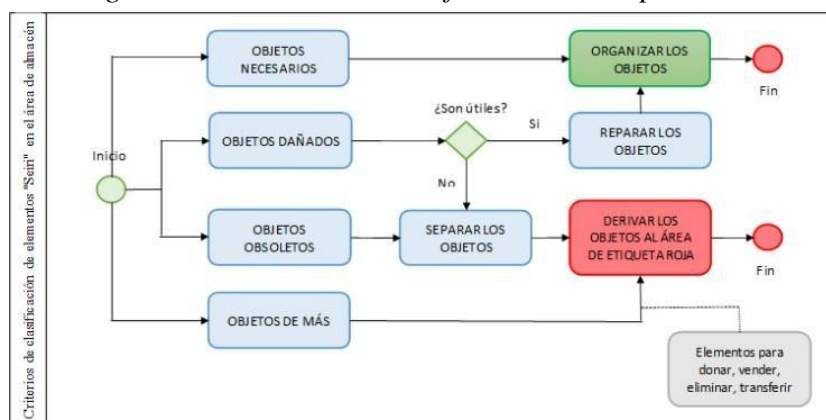 Criterios de clasificación de elementos "Sein" en el área de almacén
Inicio
OBJETOS
NECESARIOS
ORGANIZAR LOS
OBJETOS
Fin
OBJETOS DAÑADOS
¿Son útiles?
Si
REPARAR LOS
OBJETOS
No
OBJETOS
OBSOLETOS
SEPARAR LOS
OBJETOS
DERIVAR LOS
OBJETOS AL ÁREA
DE ETIQUETA ROJA
Fin
OBJETOS DE MÁS
Elementos para
donar, vender,
eliminar, transferir